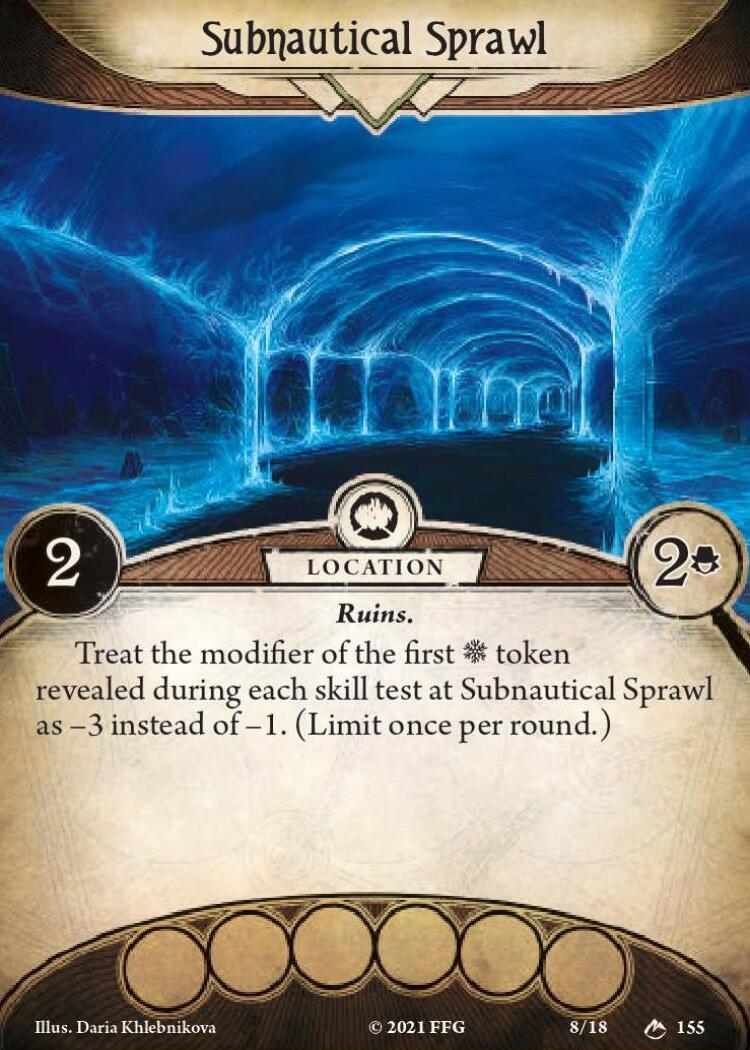 Subnautical Sprawl
2
LOCATION
2
Ruins.
Treat the modifier of the first token
revealed during each skill test at Subnautical Sprawl
as –3 instead of –1. (Limit once per round.)
Illus. Daria Khlebnikova © 2021 FFG 8/18 155